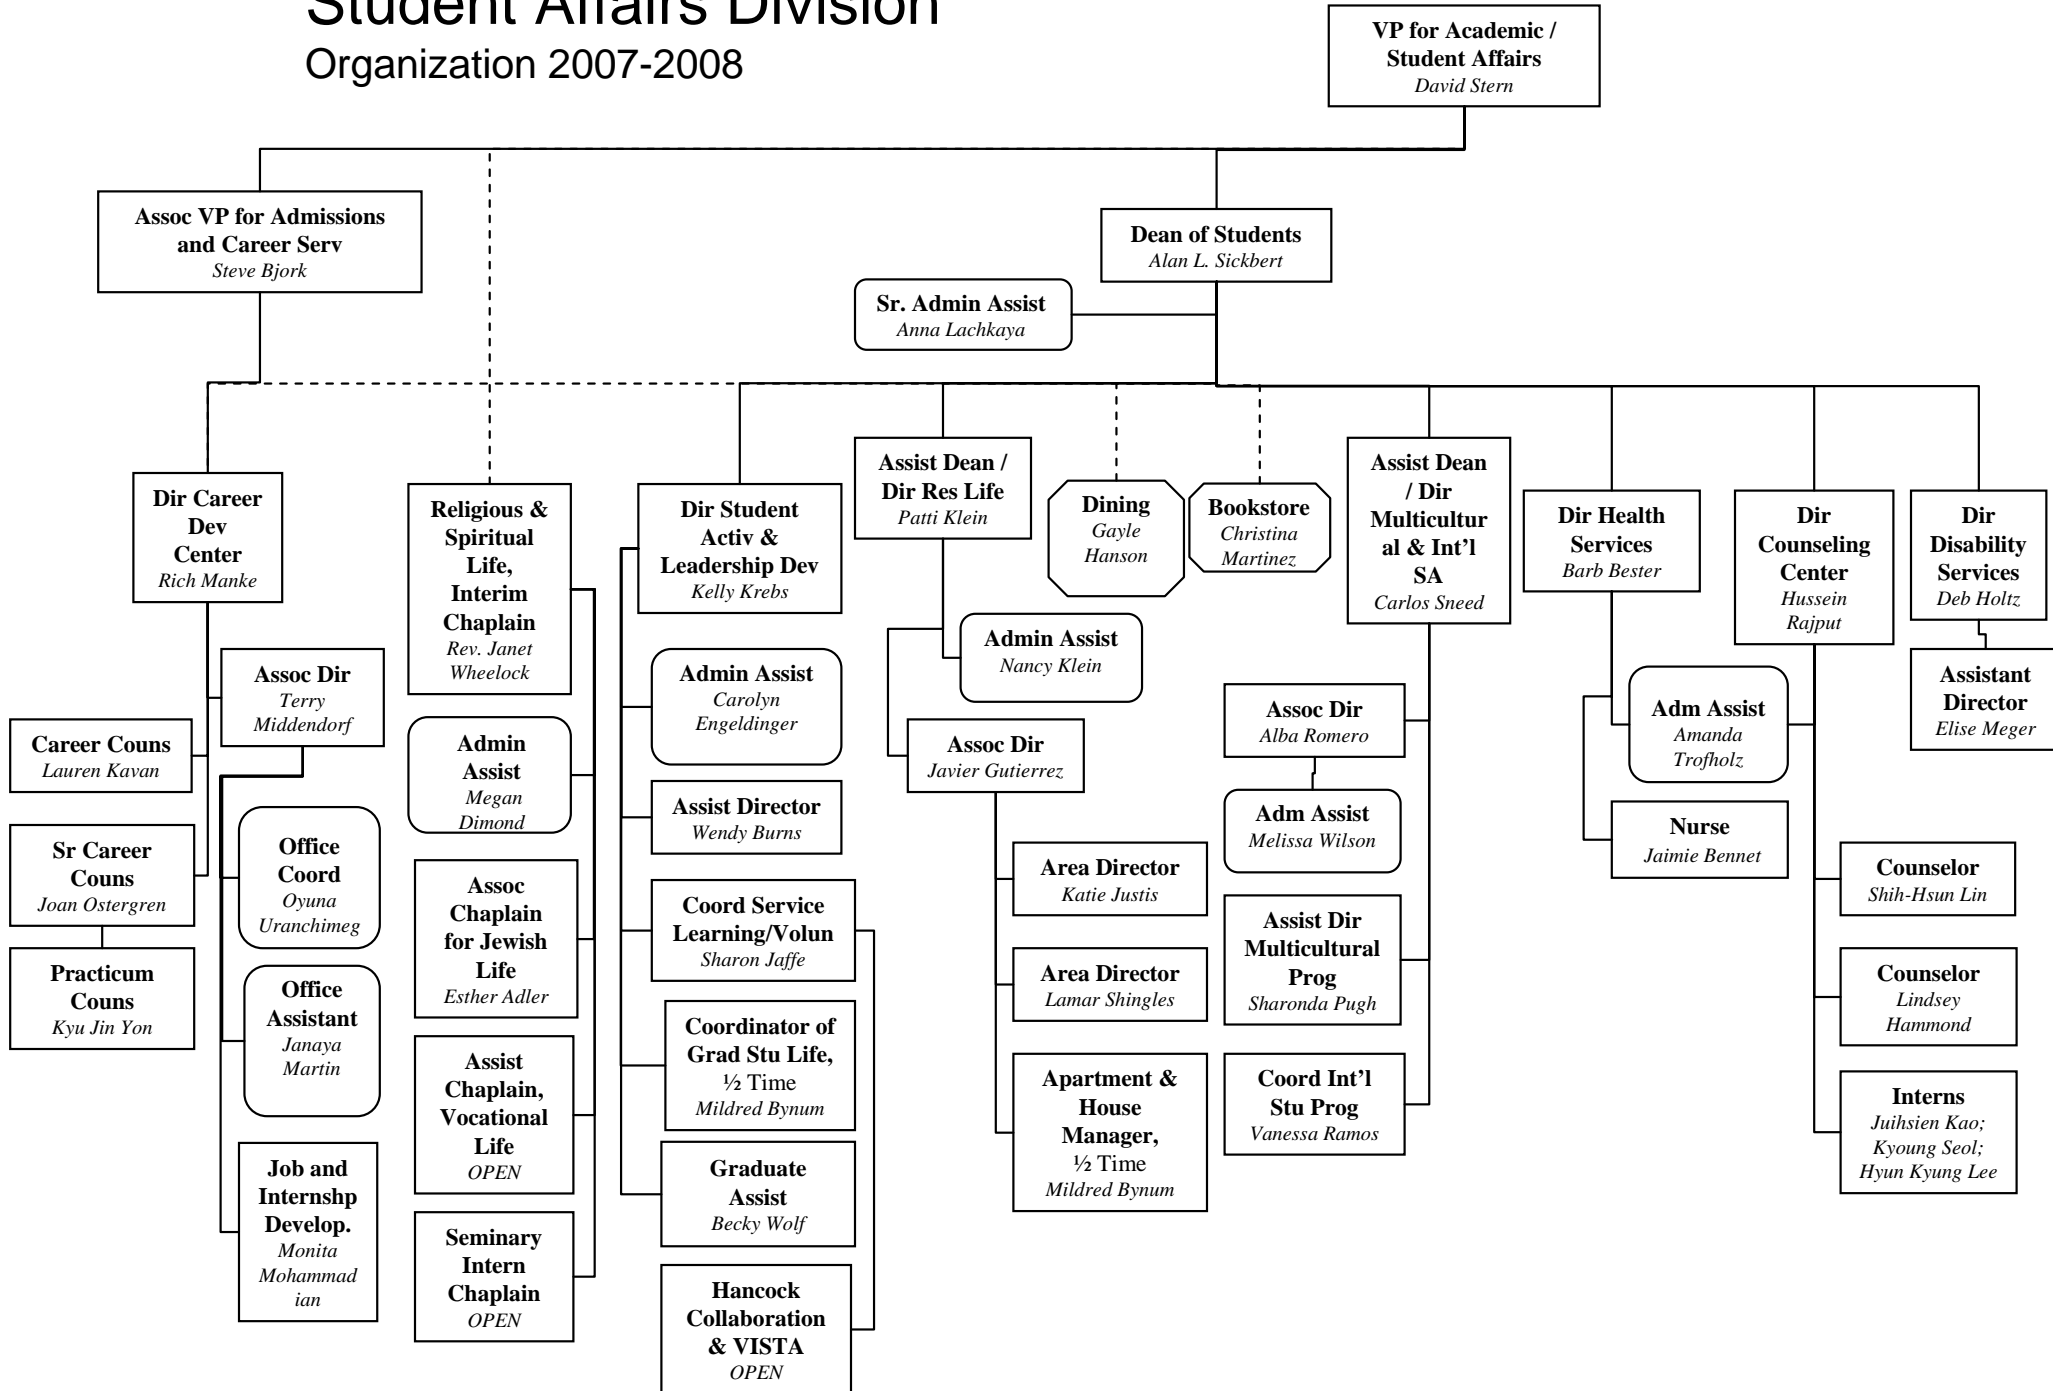 Student Affairs Division
Organization 2007-2008
VP for Academic /
Student Affairs
David Stern
Assoc VP for Admissions
and Career Serv
Steve Bjork
Dean of Students
Alan L. Sickbert
Sr. Admin Assist
Anna Lachkaya
Dir Career
Dev
Center
Rich Manke
Assoc Dir
Terry
Middendorf
Career Couns
Lauren Kavan
Sr Career
Couns
Joan Ostergren
Practicum
Couns
Kyu Jin Yon
Office
Coord
Oyuna
Uranchimeg
Office
Assistant
Janaya
Martin
Job and
Internshp
Develop.
Monita
Mohammad
ian
Religious &
Spiritual
Life,
Interim
Chaplain
Rev. Janet
Wheelock
Admin
Assist
Megan
Dimond
Assoc
Chaplain
for Jewish
Life
Esther Adler
Assist
Chaplain,
Vocational
Life
OPEN
Seminary
Intern
Chaplain
OPEN
Dir Student
Activ &
Leadership Dev
Kelly Krebs
Admin Assist
Carolyn
Engeldinger
Assist Director
Wendy Burns
Coord Service
Learning/Volun
Sharon Jaffe
Coordinator of
Grad Stu Life,
½ Time
Mildred Bynum
Graduate
Assist
Becky Wolf
Hancock
Collaboration
& VISTA
OPEN
Assist Dean /
Dir Res Life
Patti Klein
Admin Assist
Nancy Klein
Assoc Dir
Javier Gutierrez
Area Director
Katie Justis
Area Director
Lamar Shingles
Apartment &
House
Manager,
½ Time
Mildred Bynum
Dining
Gayle
Hanson
Bookstore
Christina
Martinez
Assist Dean
/ Dir
Multicultur
al & Int'l
SA
Carlos Sneed
Assoc Dir
Alba Romero
Adm Assist
Melissa Wilson
Assist Dir
Multicultural
Prog
Sharonda Pugh
Coord Int'l
Stu Prog
Vanessa Ramos
Dir Health
Services
Barb Bester
Adm Assist
Amanda
Trofholz
Nurse
Jaimie Bennet
Dir
Counseling
Center
Hussein
Rajput
Counselor
Shih-Hsun Lin
Counselor
Lindsey
Hammond
Interns
Juihsien Kao;
Kyoung Seol;
Hyun Kyung Lee
Dir
Disability
Services
Deb Holtz
Assistant
Director
Elise Meger